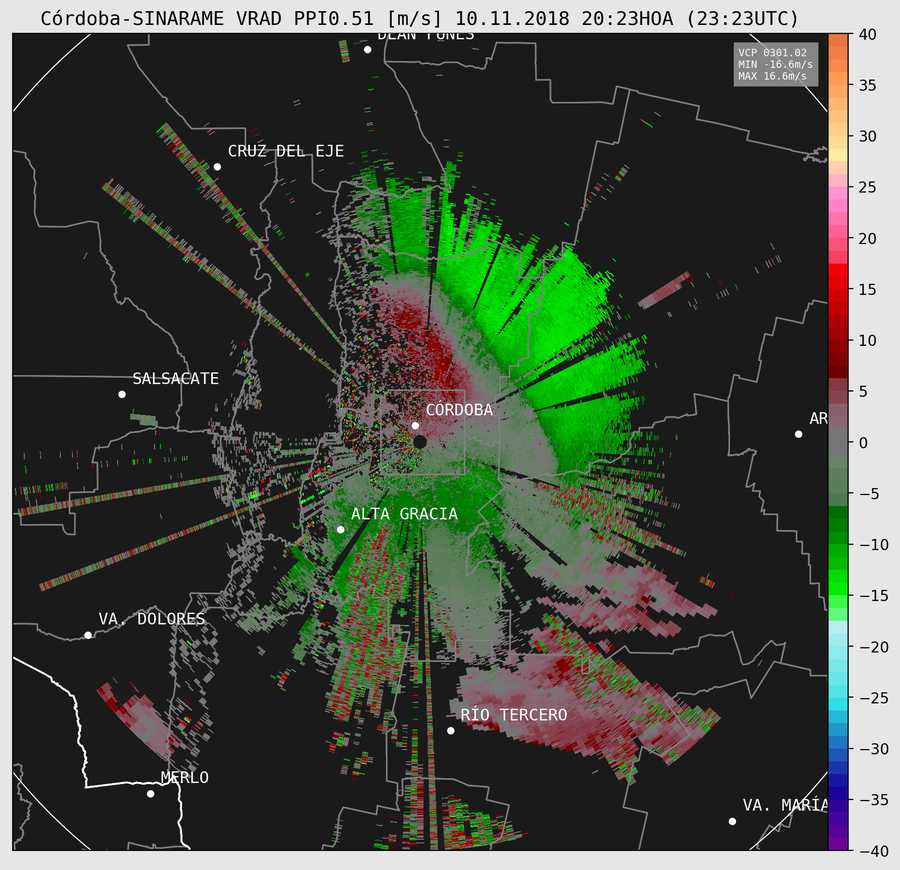 Córdoba-SINARAME VRAD PPI0.51 [m/s] 10.11.2018 20:23HOA (23:23UTC)
DEAN FUNES
VCP 0301.02
MIN -16.6m/s
MAX 16.6m/s
CRUZ DEL EJE
SALSACATE
CÓRDOBA
AR
ALTA GRACIA
VA. DOLORES
RÍO TERCERO
MERLO
VA. MARÍA
40
35
30
25
20
15
10
5
0
−5
−10
−15
−20
−25
−30
−35
−40